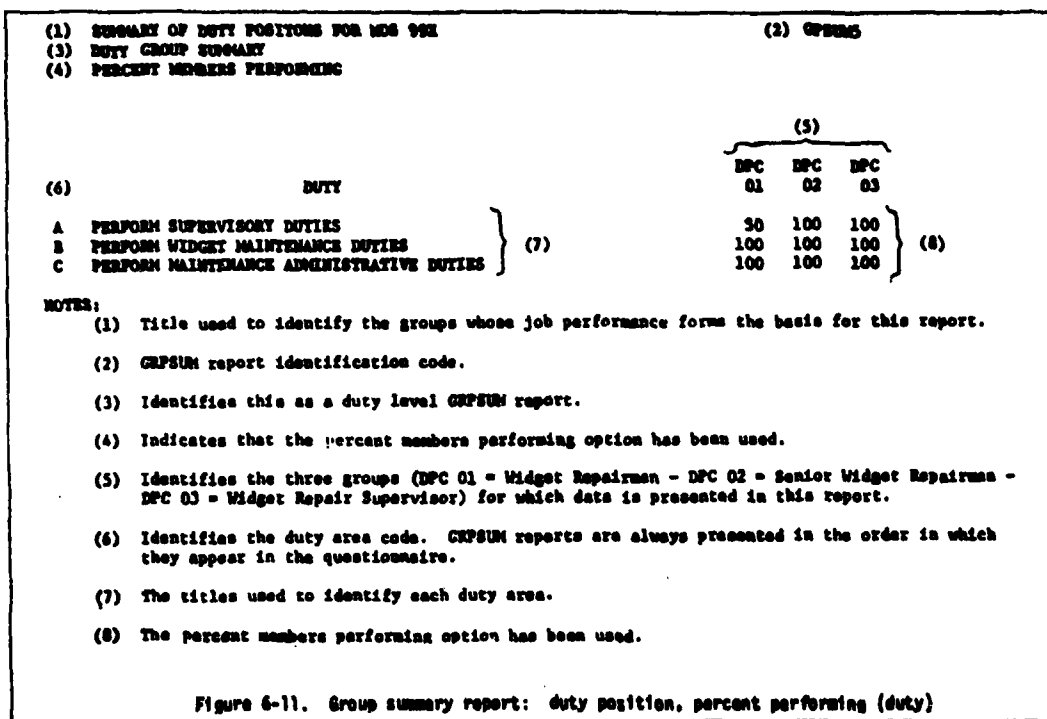 (1) SUMMARY OF DUTY POSITONS FOR MOS 99Z (2) GPSUM5
(3) DUTY GROUP SUMMARY
(4) PERCENT MEMBERS PERFORMING
(5)
DPC DPC DPC
(6) DUTY 01 02 03
A PERFORM SUPERVISORY DUTIES 50 100 100
B PERFORM WIDGET MAINTENANCE DUTIES (7) 100 100 100 (8)
C PERFORM MAINTENANCE ADMINISTRATIVE DUTIES 100 100 100
NOTES:
(1) Title used to identify the groups whose job performance forms the basis for this report.
(2) GRPSUM report identification code.
(3) Identifies this as a duty level GRPSUM report.
(4) Indicates that the percent members performing option has been used.
(5) Identifies the three groups (DPC 01 = Widget Repairman - DPC 02 = Senior Widget Repairman -
DPC 03 = Widget Repair Supervisor) for which data is presented in this report.
(6) Identifies the duty area code. GRPSUM reports are always presented in the order in which
they appear in the questionnaire.
(7) The titles used to identify each duty area.
(8) The percent members performing option has been used.
Figure 6-11. Group summary report: duty position, percent performing (duty)